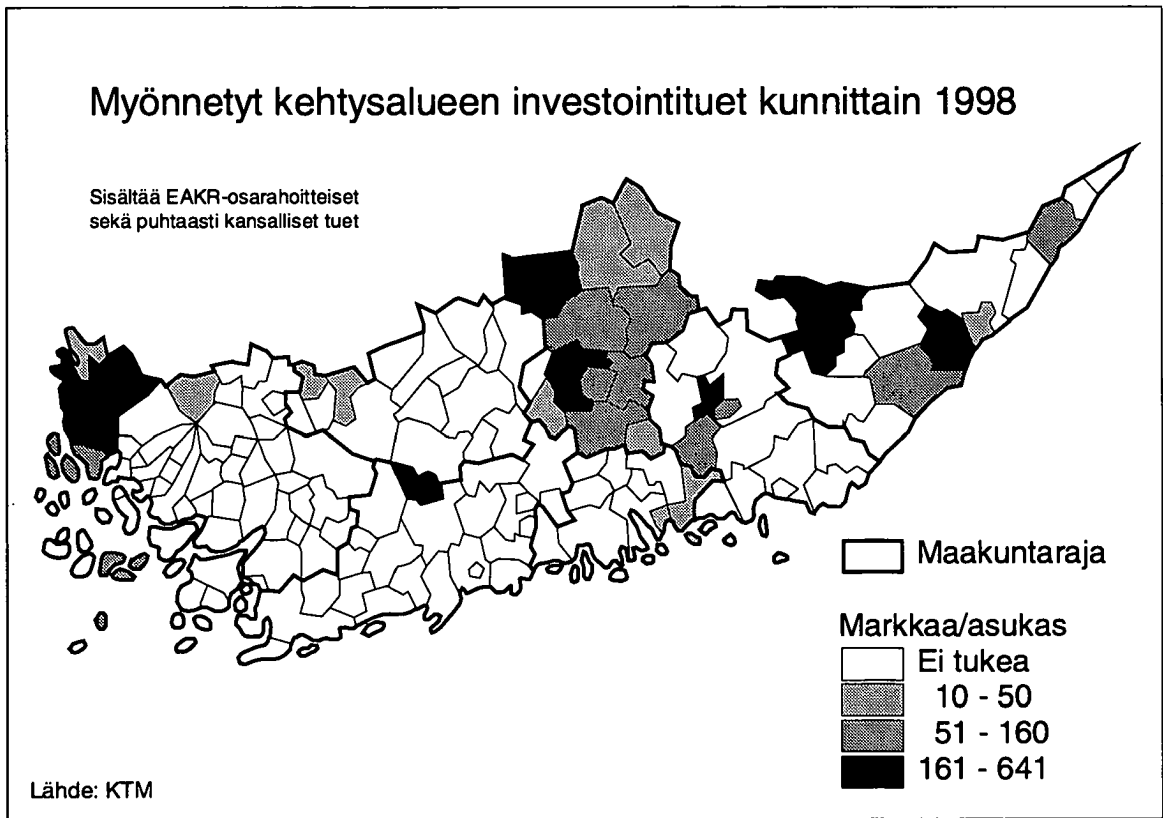 Myönnetyt kehtysalueen investointituet kunnittain 1998
Sisältää EAKR-osarahoitteiset
sekä puhtaasti kansalliset tuet
Maakuntaraja
Markkaa/asukas
Ei tukea
10 - 50
51 - 160
161 - 641
Lähde: KTM